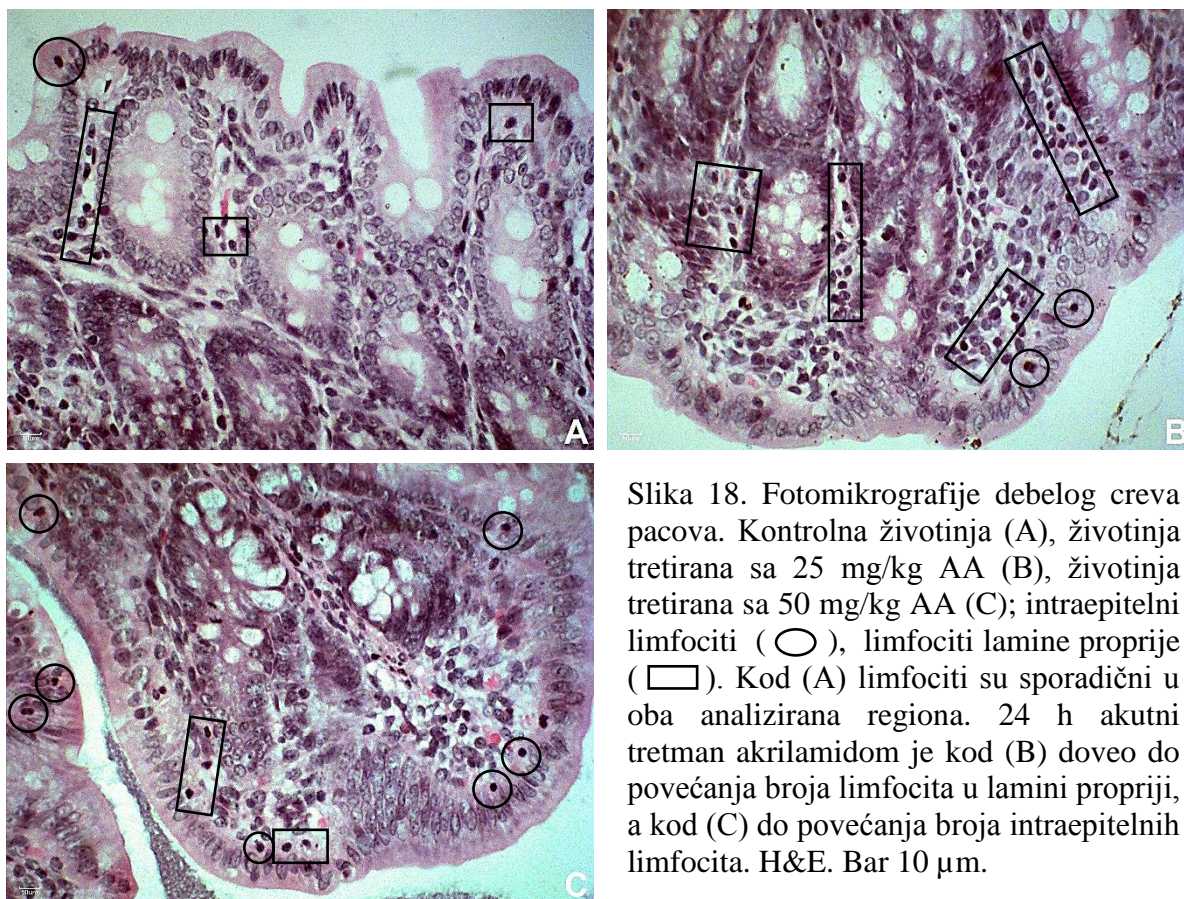 A
B
C
Slika 18. Fotomikrografije debelog creva
pacova. Kontrolna životinja (A), životinja
tretirana sa 25 mg/kg AA (B), životinja
tretirana sa 50 mg/kg AA (C); intraepitelni
limfociti ( ), limfociti lamine proprije
( ). Kod (A) limfociti su sporadični u
oba analizirana regiona. 24 h akutni
tretman akrilamidom je kod (B) doveo do
povećanja broja limfocita u lamini propriji,
a kod (C) do povećanja broja intraepitelnih
limfocita. H&E. Bar 10 µm.